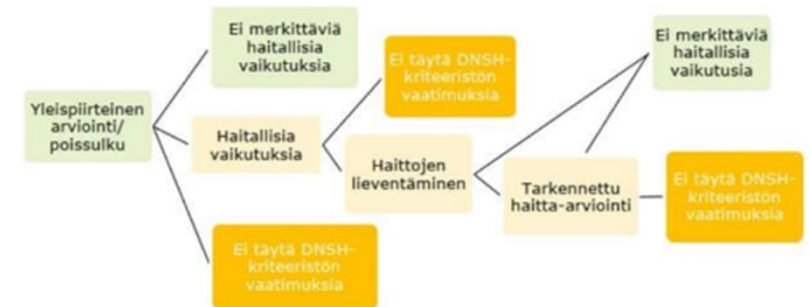 Yleispiirteinen
arviointi/
poissulku
Ei merkittäviä
haitallisia
vaikutuksia
Haitallisia
vaikutuksia
Ei täytä DNSH-
kriteeristön
vaatimuksia
Ei täytä DNSH-
kriteeristön
vaatimuksia
Haittojen
lieventäminen
Tarkennettu
haitta-arviointi
Ei merkittäviä
haitallisia
vaikutusia
Ei täytä DNSH-
kriteeristön
vaatimuksia